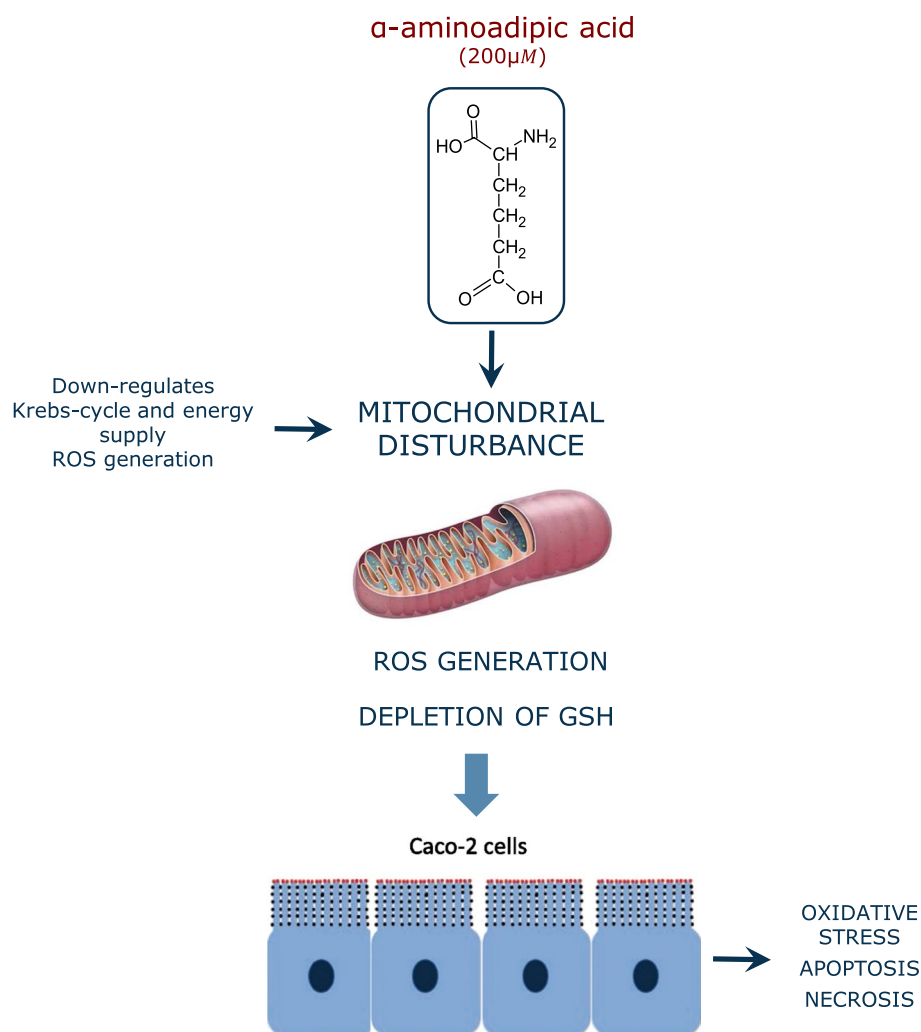 α-aminoadipic acid
(200µM)
O
HO
CH
NH2
CH2
CH2
CH2
C
O
OH
Down-regulates
Krebs-cycle and energy
supply
ROS generation
MITOCHONDRIAL
DISTURBANCE
ROS GENERATION
DEPLETION OF GSH
Caco-2 cells
OXIDATIVE
STRESS
APOPTOSIS
NECROSIS